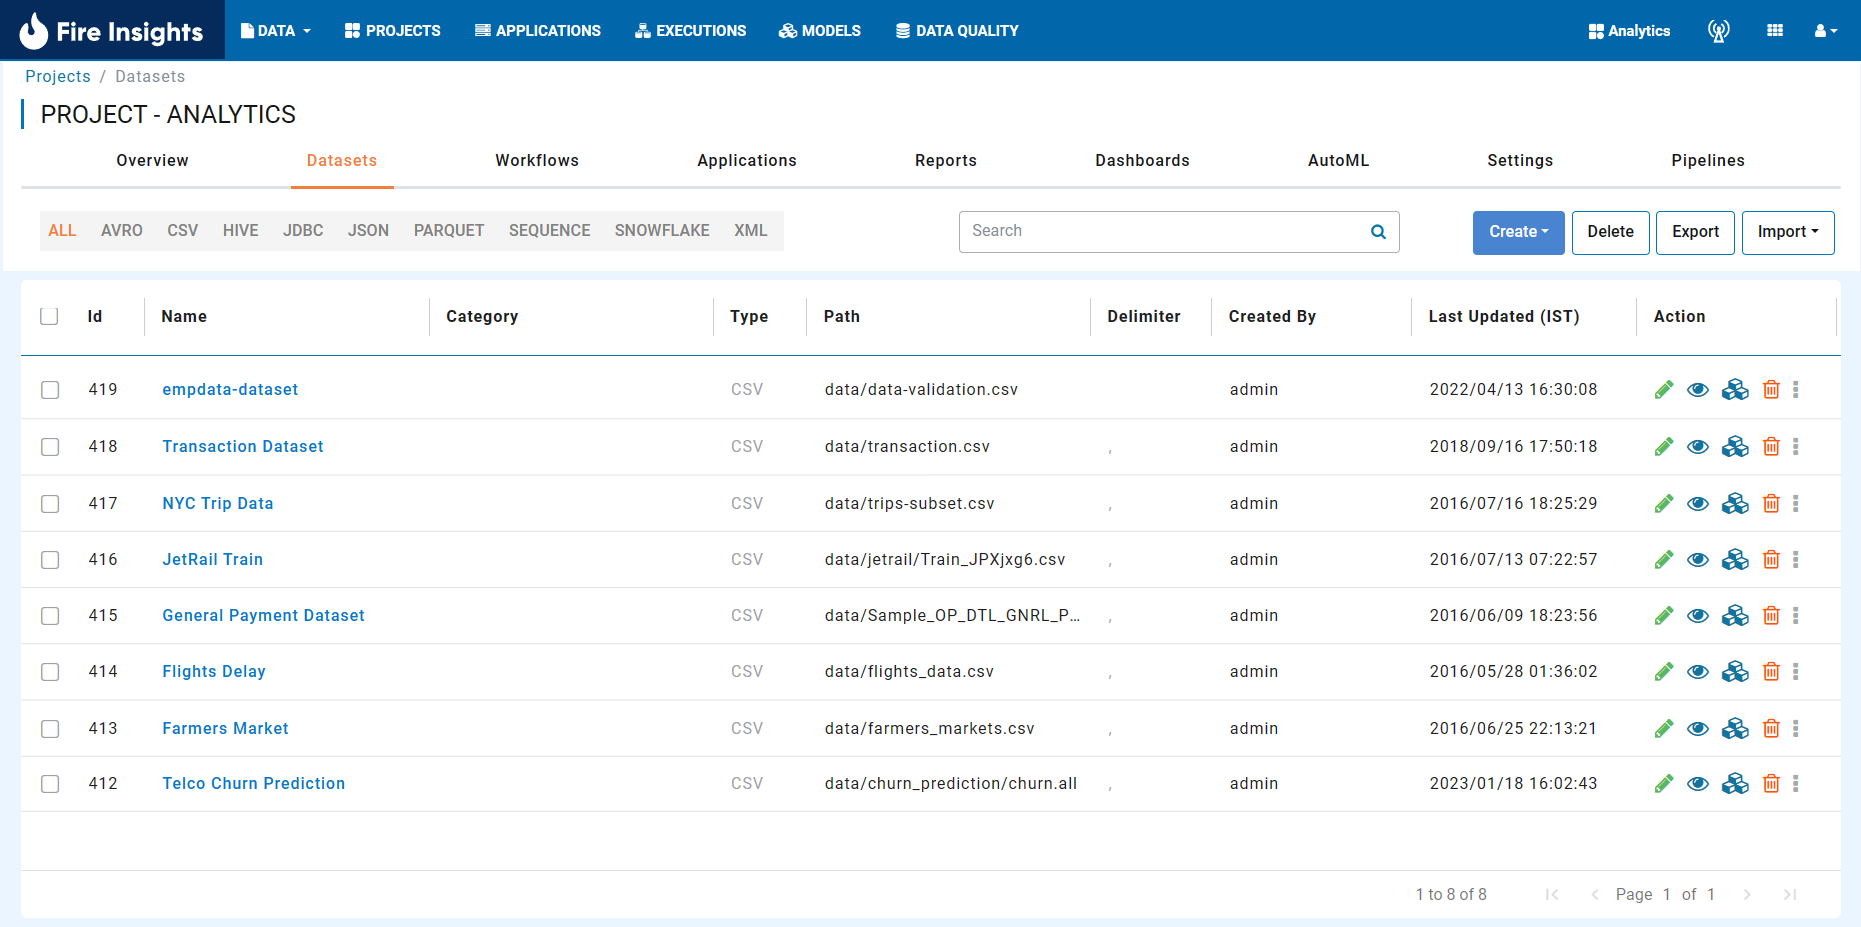 Fire Insights DATA PROJECTS APPLICATIONS EXECUTIONS MODELS DATA QUALITY Analytics
Projects / Datasets
PROJECT - ANALYTICS
Overview Datasets Workflows Applications Reports Dashboards AutoML Settings Pipelines
ALL AVRO CSV HIVE JDBC JSON PARQUET SEQUENCE SNOWFLAKE XML Search Create Delete Export Import
Id Name Category Type Path Delimiter Created By Last Updated (IST) Action
419 empdata-dataset CSV data/data-validation.csv admin 2022/04/13 16:30:08
418 Transaction Dataset CSV data/transaction.csv , admin 2018/09/16 17:50:18
417 NYC Trip Data CSV data/trips-subset.csv , admin 2016/07/16 18:25:29
416 JetRail Train CSV data/jetrail/Train_JPXjxg6.csv , admin 2016/07/13 07:22:57
415 General Payment Dataset CSV data/Sample_OP_DTL_GNRL_P... , admin 2016/06/09 18:23:56
414 Flights Delay CSV data/flights_data.csv , admin 2016/05/28 01:36:02
413 Farmers Market CSV data/farmers_markets.csv , admin 2016/06/25 22:13:21
412 Telco Churn Prediction CSV data/churn_prediction/churn.all , admin 2023/01/18 16:02:43
1 to 8 of 8 Page 1 of 1